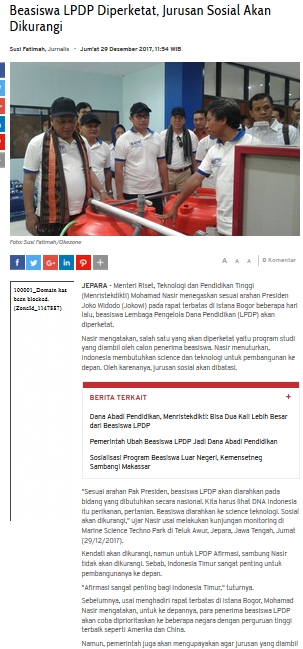 Beasiswa LPDP Diperketat, Jurusan Sosial Akan
Dikurangi
Susi Fatimah, Jurnalis - Jum'at 29 Desember 2017, 11:54 WIB
Foto: Susi Fatimah/Okezone
A A A 0 Komentar
100001_Domain has
been blocked.
JEPARA - Menteri Riset, Teknologi dan Pendidikan Tinggi
(Menristekdikti) Mohamad Nasir menegaskan sesuai arahan Presiden
Joko Widodo (Jokowi) pada rapat terbatas di Istana Bogor beberapa hari
lalu, beasiswa Lembaga Pengelola Dana Pendidikan (LPDP) akan
diperketat.
Nasir mengatakan, salah satu yang akan diperketat yaitu program studi
yang diambil oleh calon penerima beasiswa. Nasir menuturkan,
Indonesia membutuhkan science dan teknologi untuk pembangunan ke
depan. Oleh karenanya, jurusan sosial akan dibatasi.
BERITA TERKAIT +
Dana Abadi Pendidikan, Menristekdikti: Bisa Dua Kali Lebih Besar
dari Beasiswa LPDP
Pemerintah Ubah Beasiswa LPDP Jadi Dana Abadi Pendidikan
Sosialisasi Program Beasiswa Luar Negeri, Kemensetneg
Sambangi Makassar
"Sesuai arahan Pak Presiden, beasiswa LPDP akan diarahkan pada
bidang yang dibutuhkan secara nasional. Kita harus lihat DNA Indonesia
itu perikanan, pertanian. Beasiswa diarahkan ke science teknologi. Sosial
akan dikurangi," ujar Nasir usai melakukan kunjungan monitoring di
Marine Science Techno Park di Teluk Awur, Jepara, Jawa Tengah, Jumat
(29/12/2017).
Kendati akan dikurangi, namun untuk LPDP Afirmasi, sambung Nasir
tidak akan dikurangi. Sebab, Indonesia Timur sangat penting untuk
pembangunannya ke depan.
"Afirmasi sangat penting bagi Indonesia Timur," tuturnya.
Sebelumnya, usai menghadiri rapat terbatas di Istana Bogor, Mohamad
Nasir mengatakan, untuk ke depannya, para penerima beasiswa LPDP
akan coba diprioritaskan ke beberapa negara dengan perguruan tinggi
terbaik seperti Amerika dan China.
Namun, pemerintah juga akan mengupayakan agar jurusan yang diambil